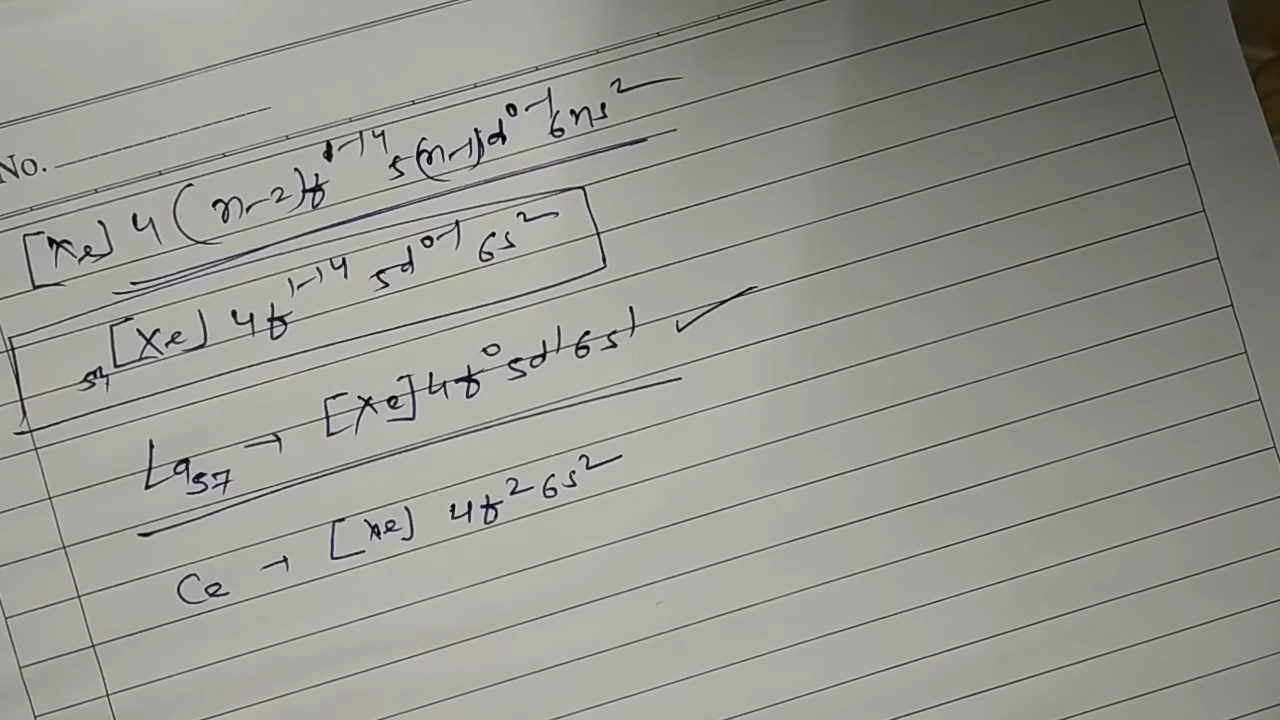 No.
[Xe] 4(n-2)f¹⁻¹⁴ 5(n-1)d⁰⁻¹ 6ns²
₅₄[Xe] 4f¹⁻¹⁴ 5d⁰⁻¹ 6s²
La₅₇ → [Xe] 4f⁰ 5d¹ 6s¹ ✓
Ce → [Xe] 4f² 6s²